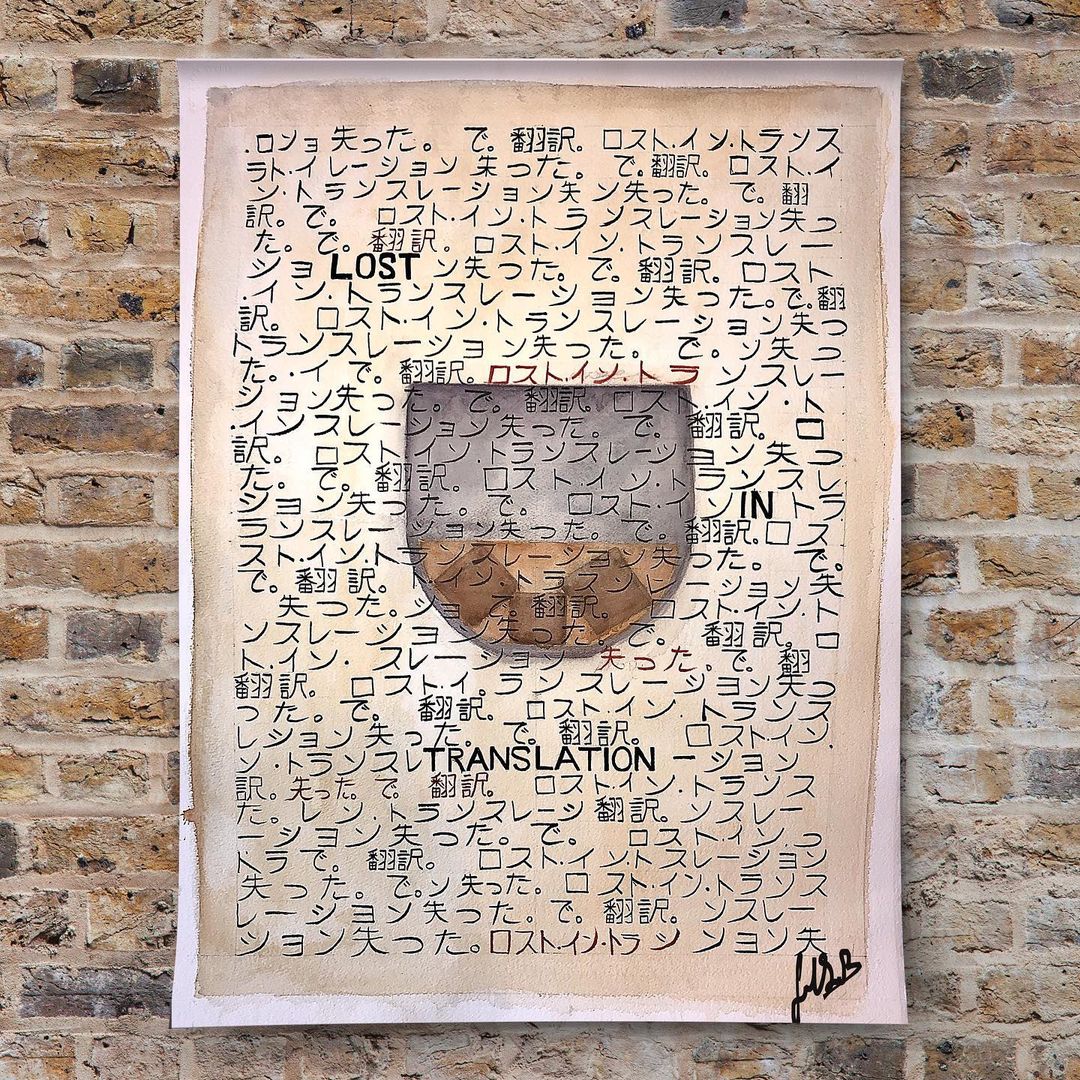 .ロンョ失った。で。翻訳。ロスト・イン・トランス
ラト・イレーション失った。で。翻訳。ロスト・イ
ン・トランスレーション失ン失った。で。翻
訳。で。ロスト・イン・トランスレーション失っ
た。で。翻訳。ロスト・イン・トランスレー
ショLOSTン失った。で。翻訳。ロスト
・イン・トランスレーション失った。で。翻
訳。ロスト・イン・トランスレーション失っ
トランスレーション失った。で。ン失っ
た。・イで。翻訳。ロスト・イン・トランスレー
ション失った。で。翻訳。ロスト・イン・ト
・インスレーション失った。で。翻訳。ロ
訳。ロスト・イン・トランスレーション失っ
た。で。翻訳。ロスト・イン・トランスレ
ション失った。で。ロスト・インINトラ
ランスレーション失った。で。翻訳。ロス
スト・イン・トランスレーション失った。で。
で。翻訳。ト・イン・トラスンレーション失
失った。ショで。翻訳。ロスト・イン・ト
ンスレーション失った。で。翻訳。ロ
ト・イン・スレーション失った。で。翻
翻訳。ロスト・イ。ランスレーション失っ
った。で。翻訳。ロスト・イン・トランス
レション失った。で。翻訳。ロストイン.
ン・トランスレTRANSLATIONーション
訳。失った で。翻訳。ロストイン・トランス
た。レン・トランスレーシ翻訳。ンスレー
ーション失った。で。ロスト・イン.っ
トラで。翻訳。ロスト・イン・トスレーション
失った。で。ン失った。ロスト・イン・トランス
レーション失った。で。翻訳。ンスレー
ション失った。ロスト・イン・トラシンョン失